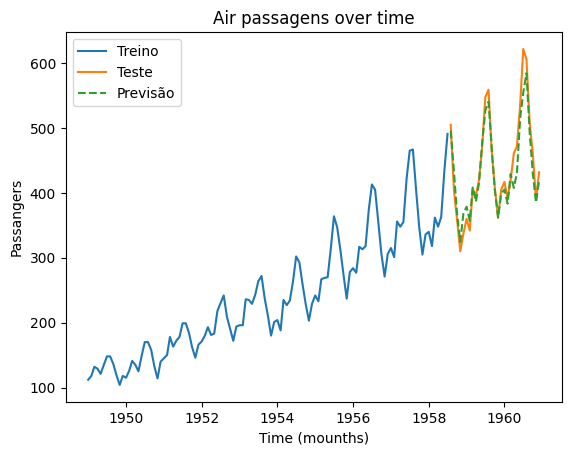 Air passagens over time
Treino
Teste
Previsão
Passangers
600
500
400
300
200
100
1950
1952
1954
1956
1958
1960
Time (mounths)